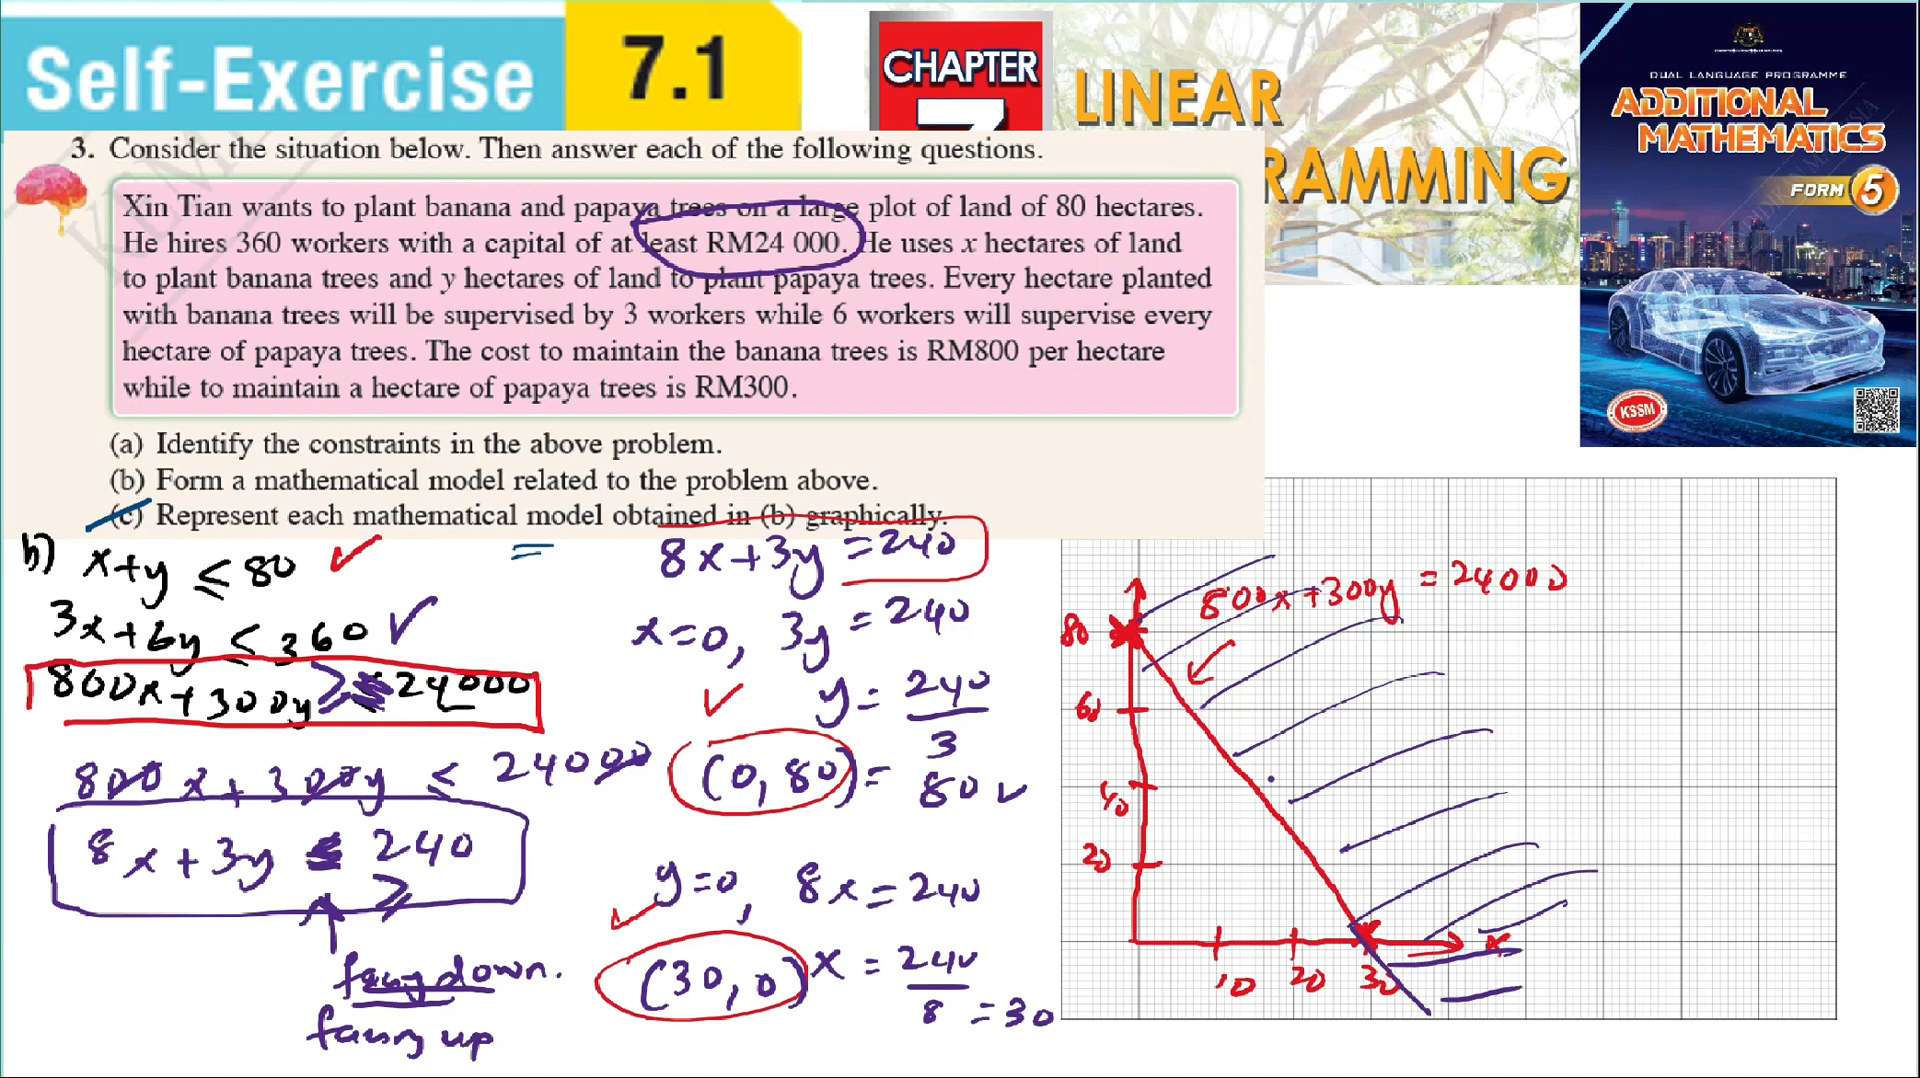 Self-Exercise 7.1
CHAPTER
7
LINEAR
RAMMING
DUAL LANGUAGE PROGRAMME
ADDITIONAL
MATHEMATICS
FORM 5
KSSM
3. Consider the situation below. Then answer each of the following questions.
Xin Tian wants to plant banana and papaya trees on a large plot of land of 80 hectares.
He hires 360 workers with a capital of at least RM24 000. He uses x hectares of land
to plant banana trees and y hectares of land to plant papaya trees. Every hectare planted
with banana trees will be supervised by 3 workers while 6 workers will supervise every
hectare of papaya trees. The cost to maintain the banana trees is RM800 per hectare
while to maintain a hectare of papaya trees is RM300.
(a) Identify the constraints in the above problem.
(b) Form a mathematical model related to the problem above.
(c) Represent each mathematical model obtained in (b) graphically.
b) x+y ≤ 80
3x+6y ≤ 360
800x+300y ≥ 24000
800x+300y ≤ 24000
8x+3y ≤ 240
≥
facing down.
facing up
=
8x+3y =240
x=0, 3y = 240
y = 240
3
(0, 80) = 80
y=0, 8x=240
(30, 0) x = 240
8 =30
800x+300y = 24000
80
60
40
20
10 20 30
x